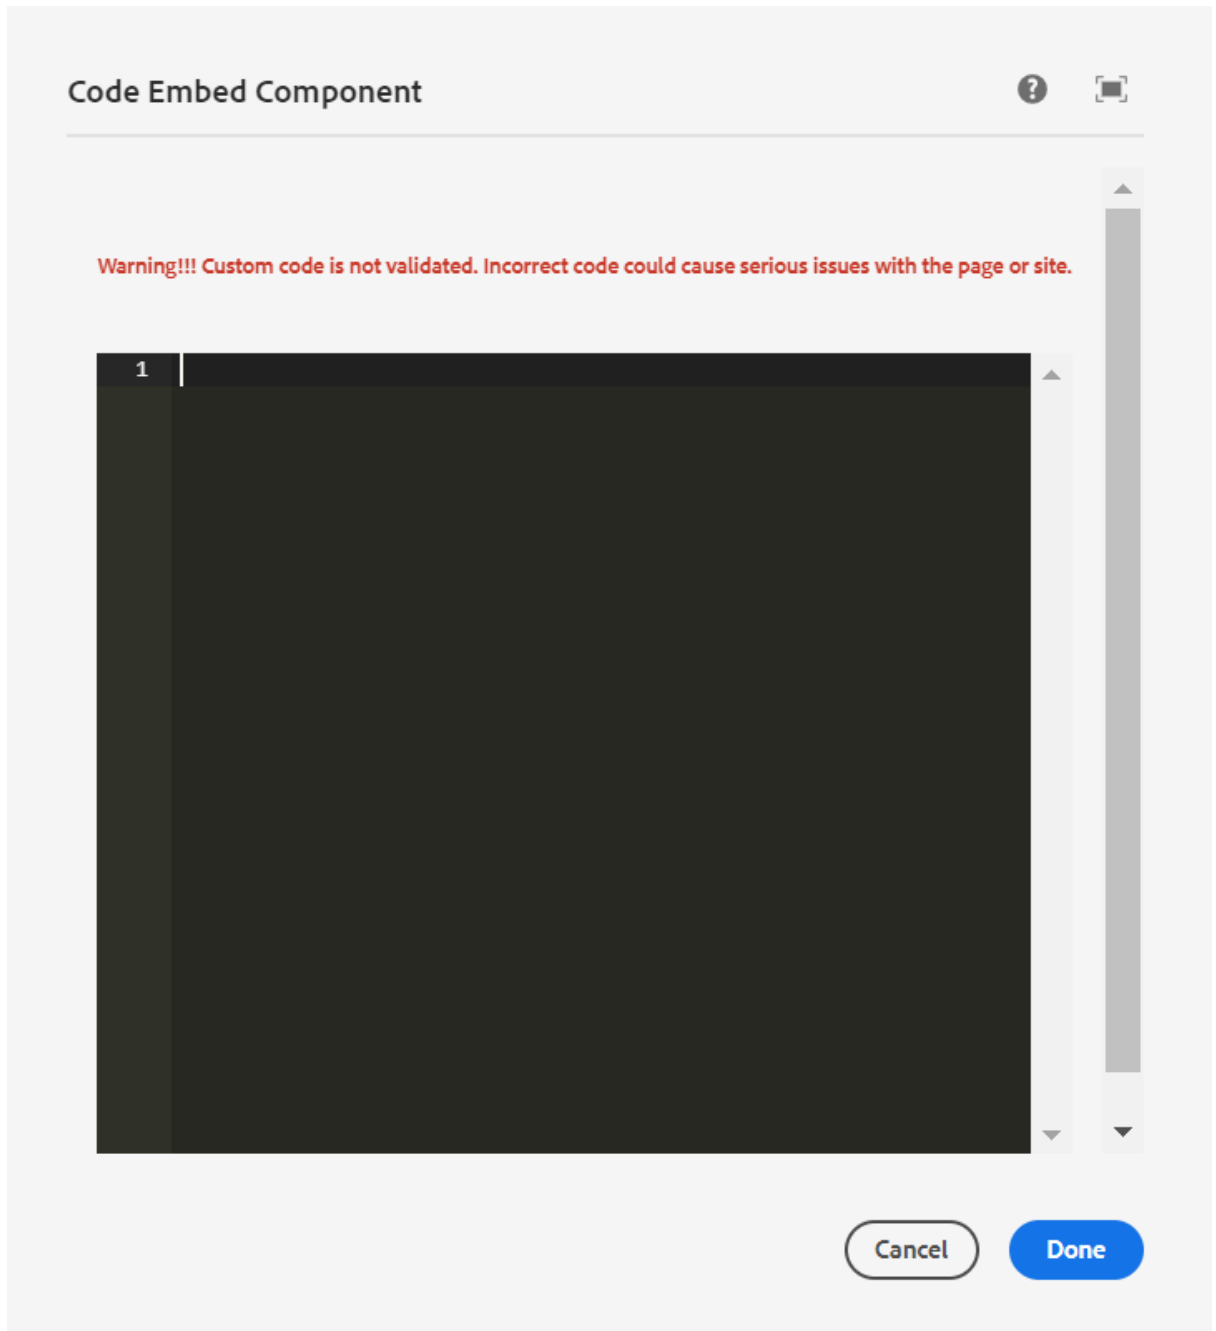 Code Embed Component
Warning!!! Custom code is not validated. Incorrect code could cause serious issues with the page or site.
1
Cancel
Done